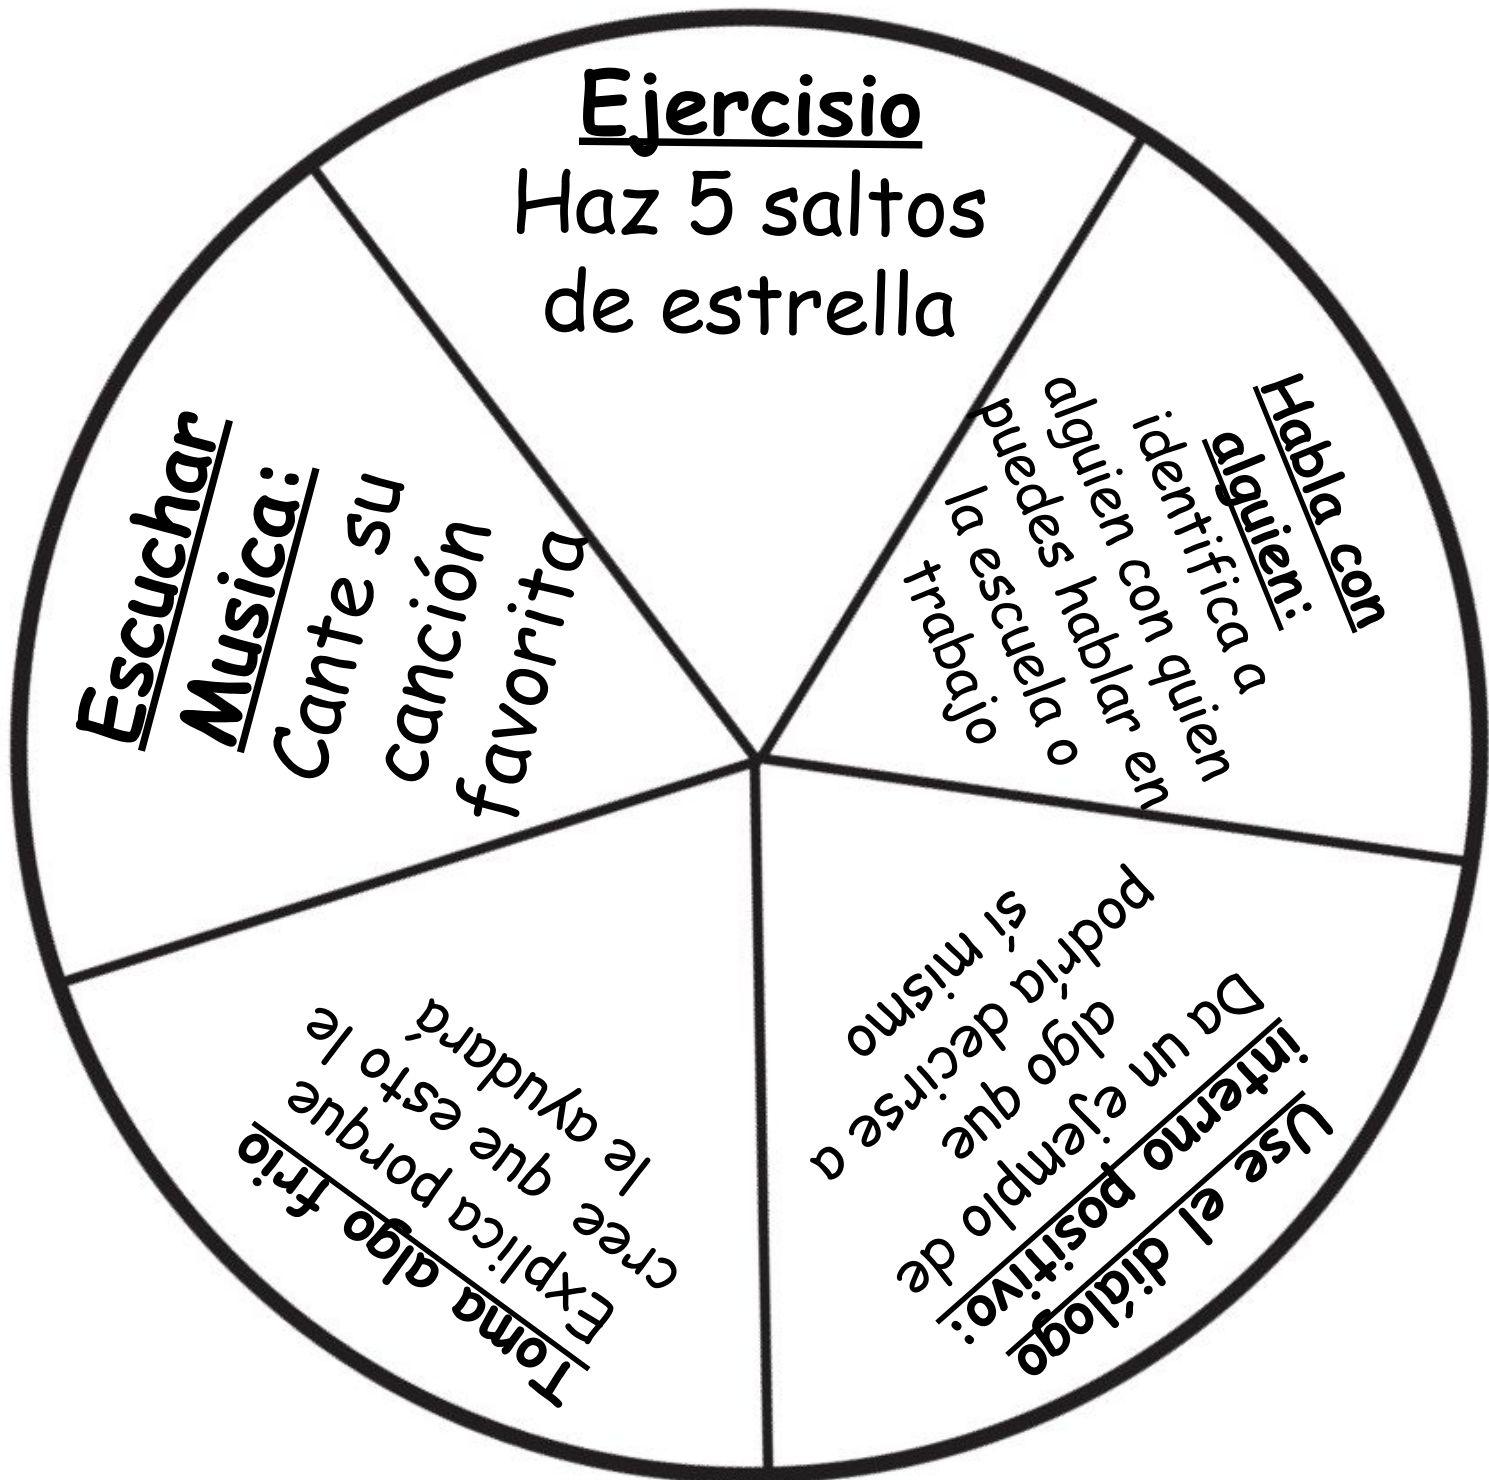 Ejercisio
Haz 5 saltos
de estrella
Habla con
alguien:
identifica a
alguien con quien
puedes hablar en
la escuela o
trabajo
Use el diálogo
interno positivo:
Da un ejemplo de
algo que
podría decirse a
sí mismo
Toma algo frio
Explica porque
cree que esto le
le ayudará
Escuchar
Musica:
Cante su
canción
favorita